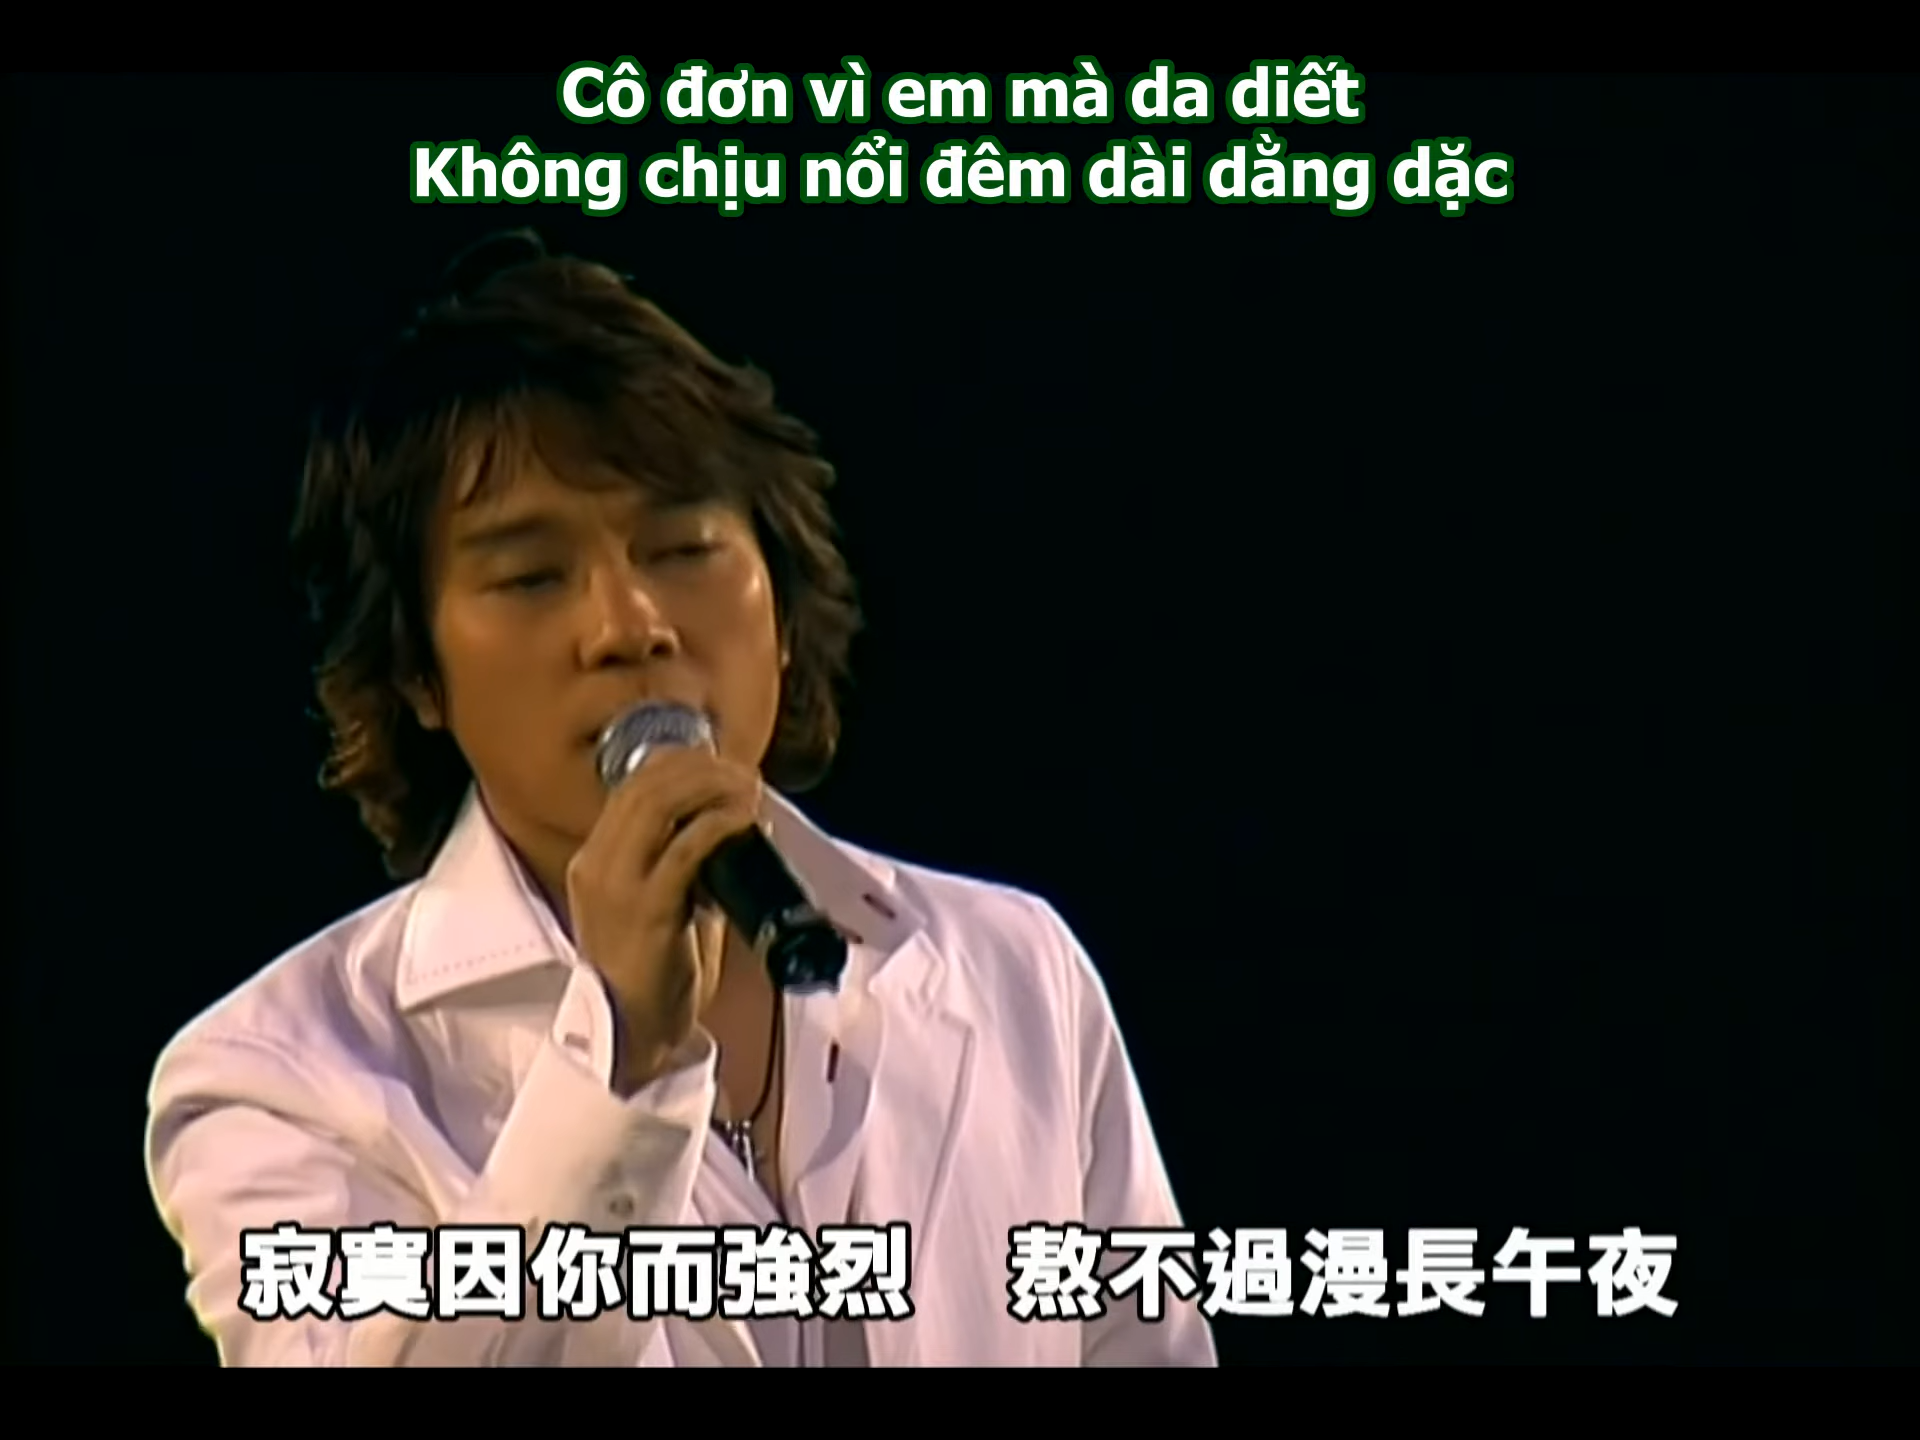 Cô đơn vì em mà da diết
Không chịu nổi đêm dài dằng dặc
寂寞因你而強烈　熬不過漫長午夜